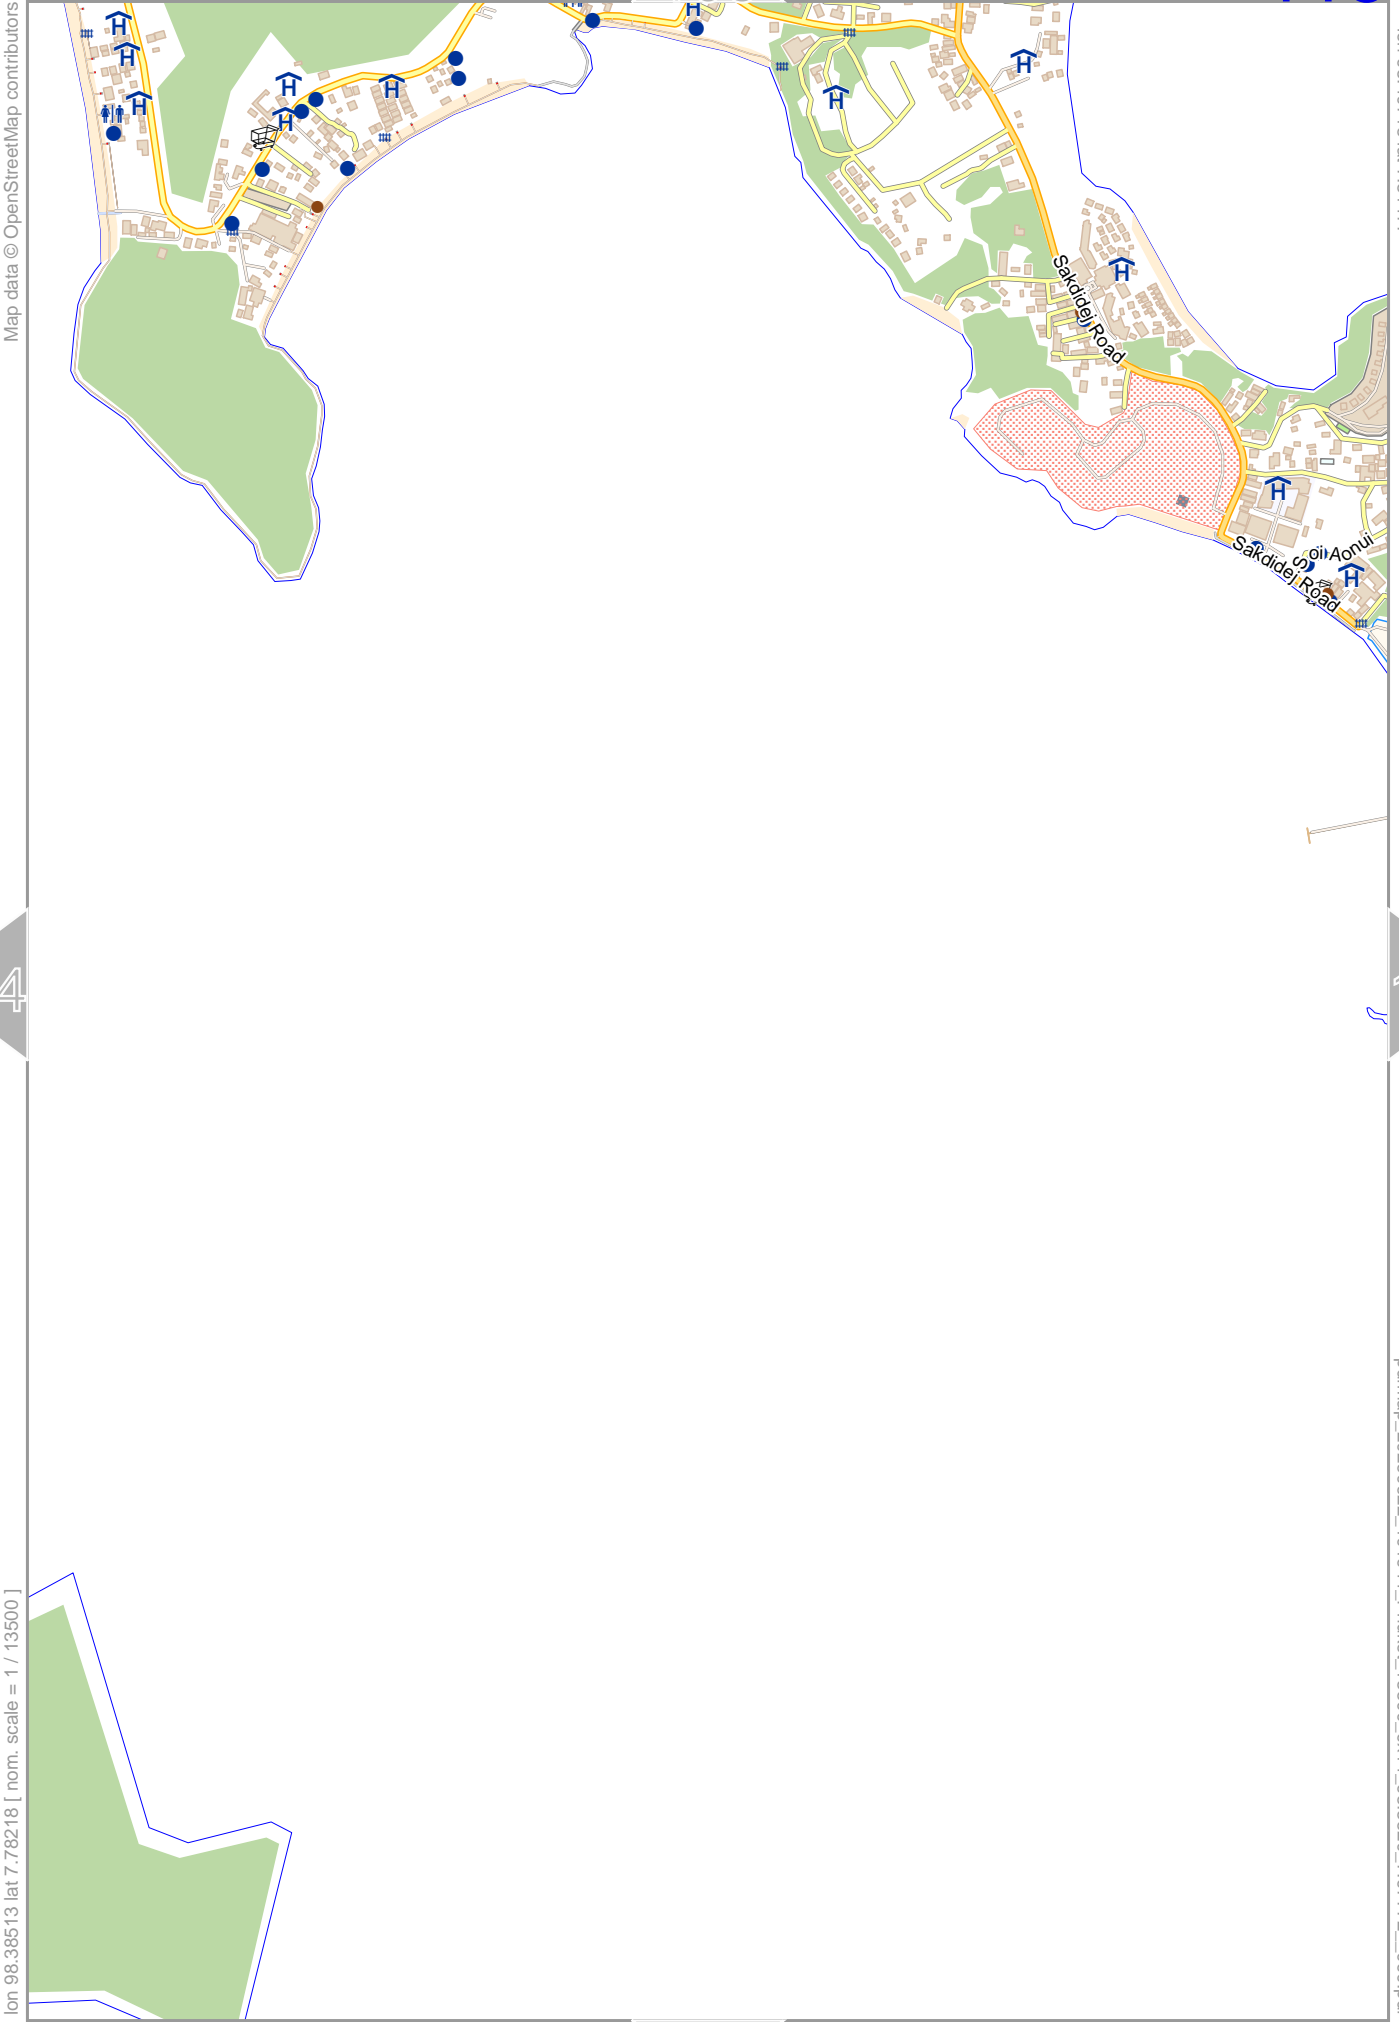 Map data © OpenStreetMap contributors
H
H
H
H
H
H
H
H
H
H
Sakdidej Road
H
Soi Aonui
Sakdidej Road
H
4
lon 98.38513 lat 7.78218 [ nom. scale = 1 / 13500 ]